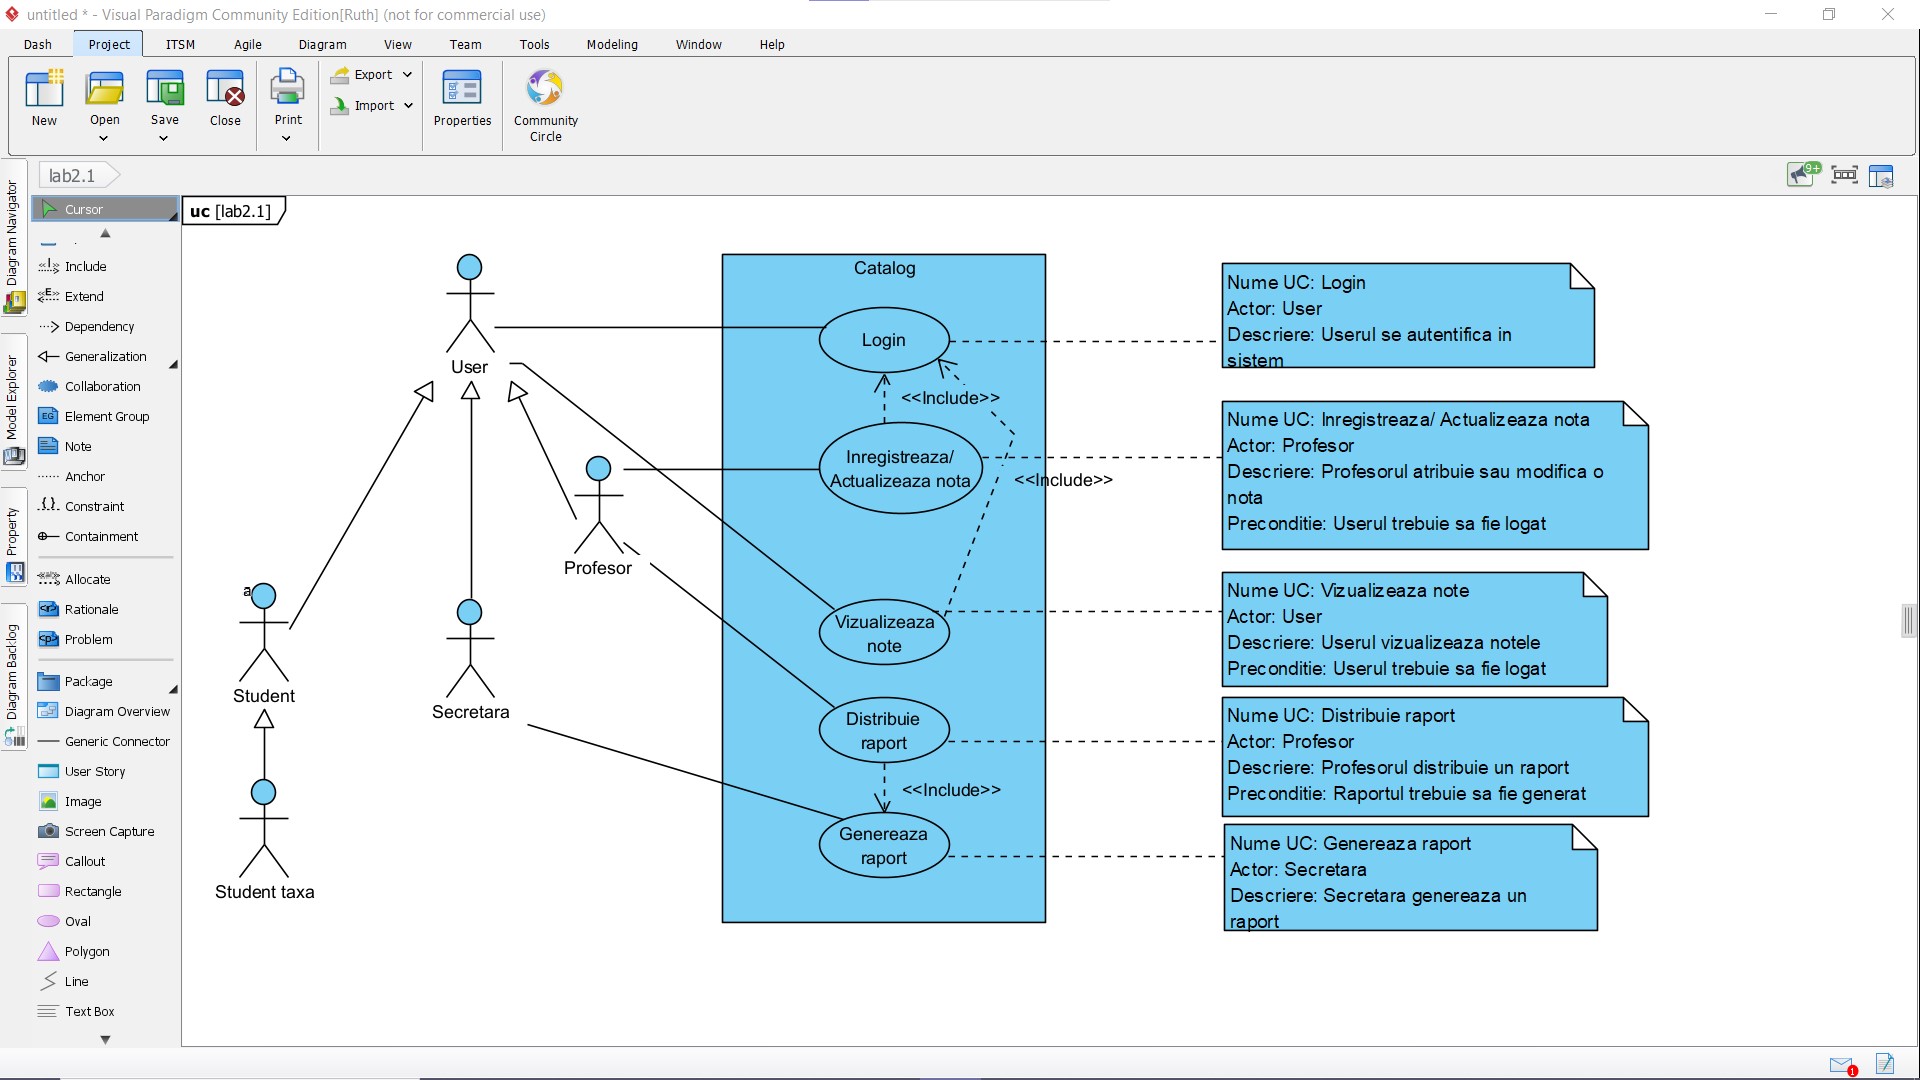 untitled * - Visual Paradigm Community Edition[Ruth] (not for commercial use)
Dash Project ITSM Agile Diagram View Team Tools Modeling Window Help
New Open Save Close Print Export Import Properties Community Circle
lab2.1
9+
Diagram Navigator
Model Explorer
Property
Diagram Backlog
Cursor
Include
Extend
Dependency
Generalization
Collaboration
Element Group
Note
Anchor
Constraint
Containment
Allocate
Rationale
Problem
Package
Diagram Overview
Generic Connector
User Story
Image
Screen Capture
Callout
Rectangle
Oval
Polygon
Line
Text Box
uc [lab2.1]
User
Profesor
a
Student
Secretara
Student taxa
Catalog
Login
<<Include>>
Inregistreaza/
Actualizeaza nota
<<Include>>
Vizualizeaza
note
Distribuie
raport
<<Include>>
Genereaza
raport
Nume UC: Login
Actor: User
Descriere: Userul se autentifica in
sistem
Nume UC: Inregistreaza/ Actualizeaza nota
Actor: Profesor
Descriere: Profesorul atribuie sau modifica o
nota
Preconditie: Userul trebuie sa fie logat
Nume UC: Vizualizeaza note
Actor: User
Descriere: Userul vizualizeaza notele
Preconditie: Userul trebuie sa fie logat
Nume UC: Distribuie raport
Actor: Profesor
Descriere: Profesorul distribuie un raport
Preconditie: Raportul trebuie sa fie generat
Nume UC: Genereaza raport
Actor: Secretara
Descriere: Secretara genereaza un
raport
1